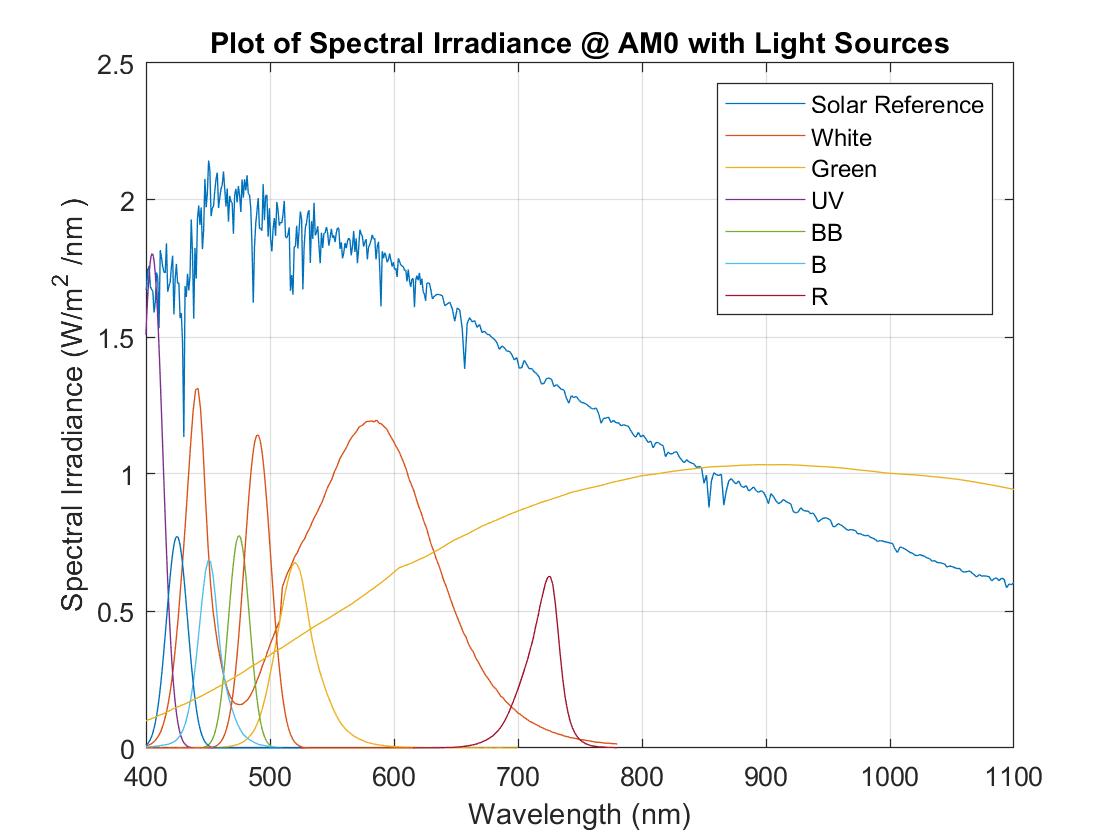 Plot of Spectral Irradiance @ AM0 with Light Sources
2.5
2
1.5
1
0.5
0
Spectral Irradiance (W/m² /nm )
Solar Reference
White
Green
UV
BB
B
R
400 500 600 700 800 900 1000 1100
Wavelength (nm)